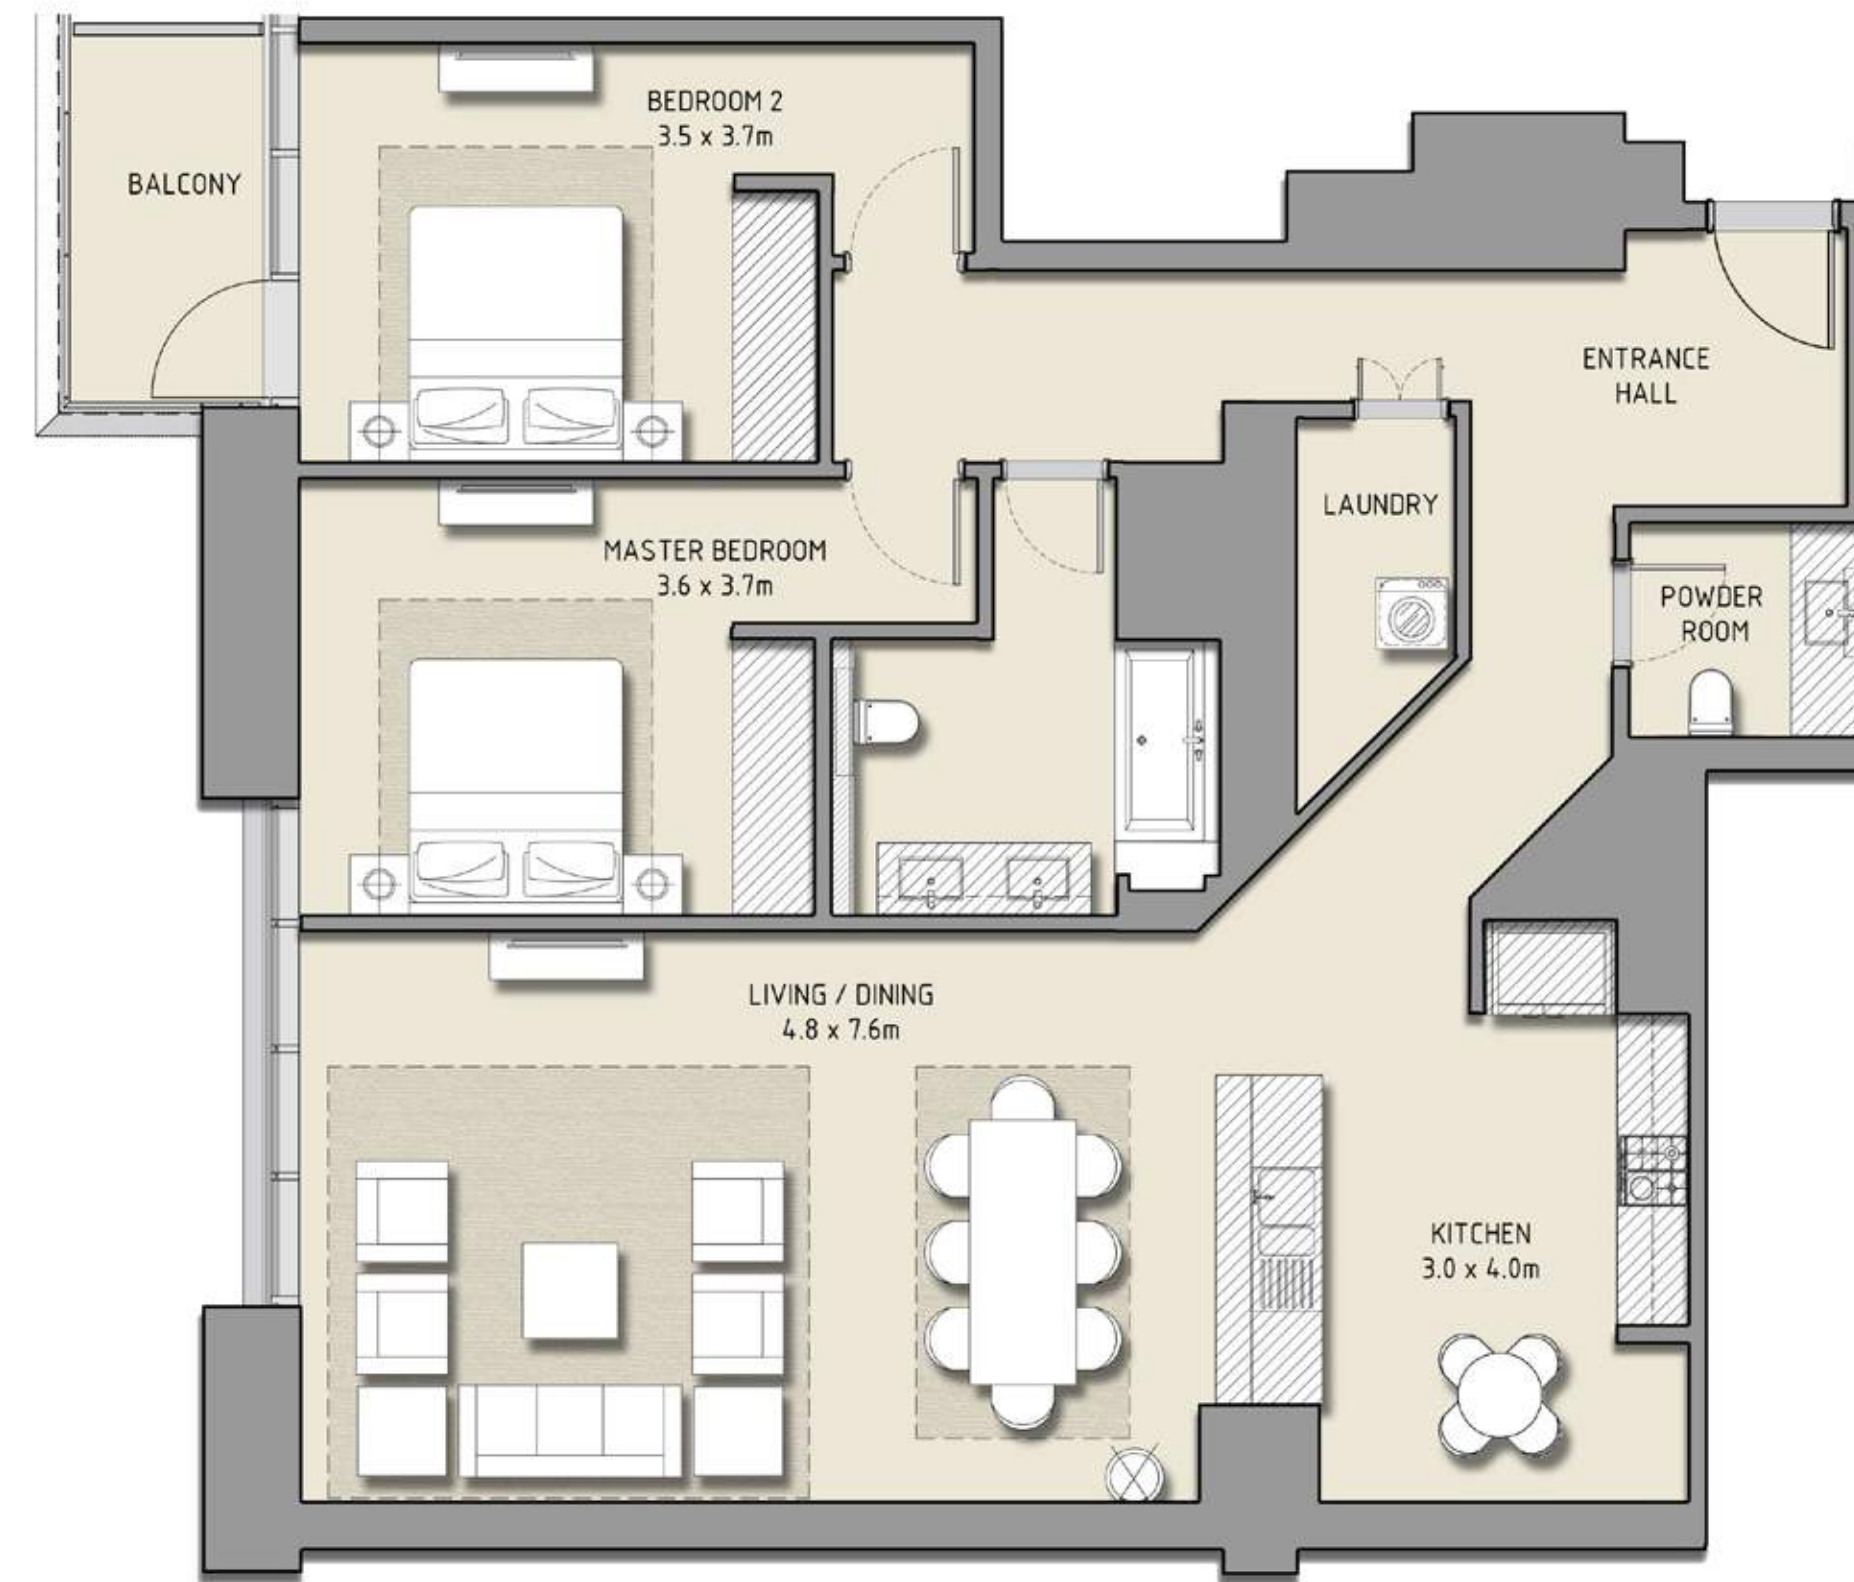 BEDROOM 2
3.5 x 3.7m
BALCONY
ENTRANCE
HALL
LAUNDRY
MASTER BEDROOM
3.6 x 3.7m
POWDER
ROOM
LIVING / DINING
4.8 x 7.6m
KITCHEN
3.0 x 4.0m